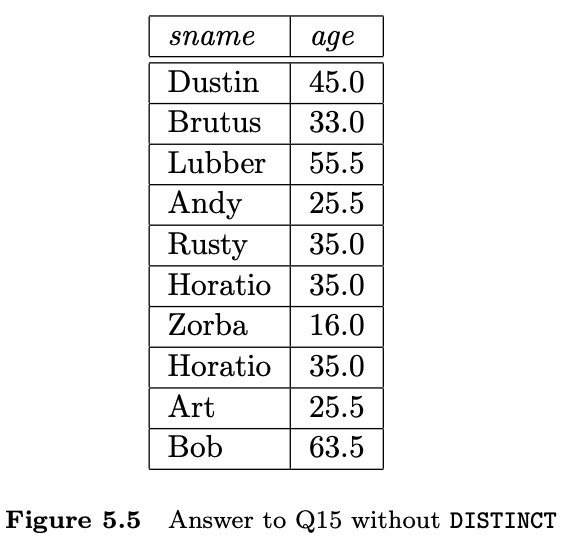 sname age
Dustin 45.0
Brutus 33.0
Lubber 55.5
Andy 25.5
Rusty 35.0
Horatio 35.0
Zorba 16.0
Horatio 35.0
Art 25.5
Bob 63.5
Figure 5.5 Answer to Q15 without DISTINCT